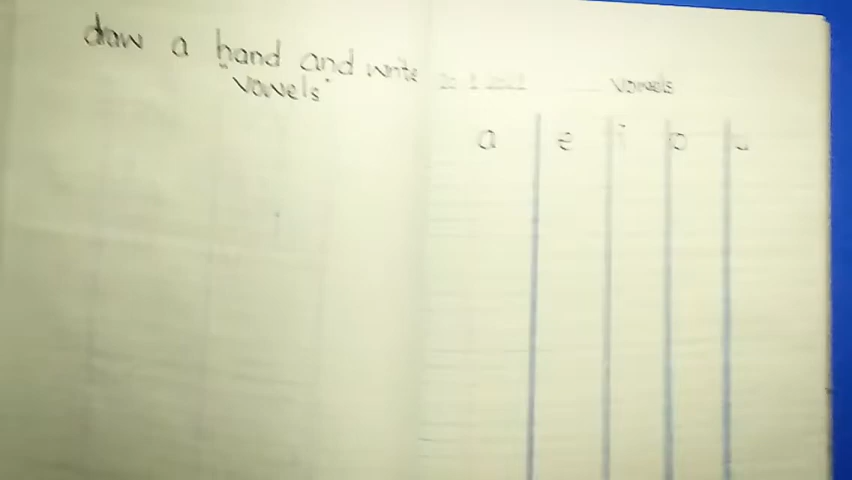 draw a hand and write
"vowels"
vowels
a e i o u